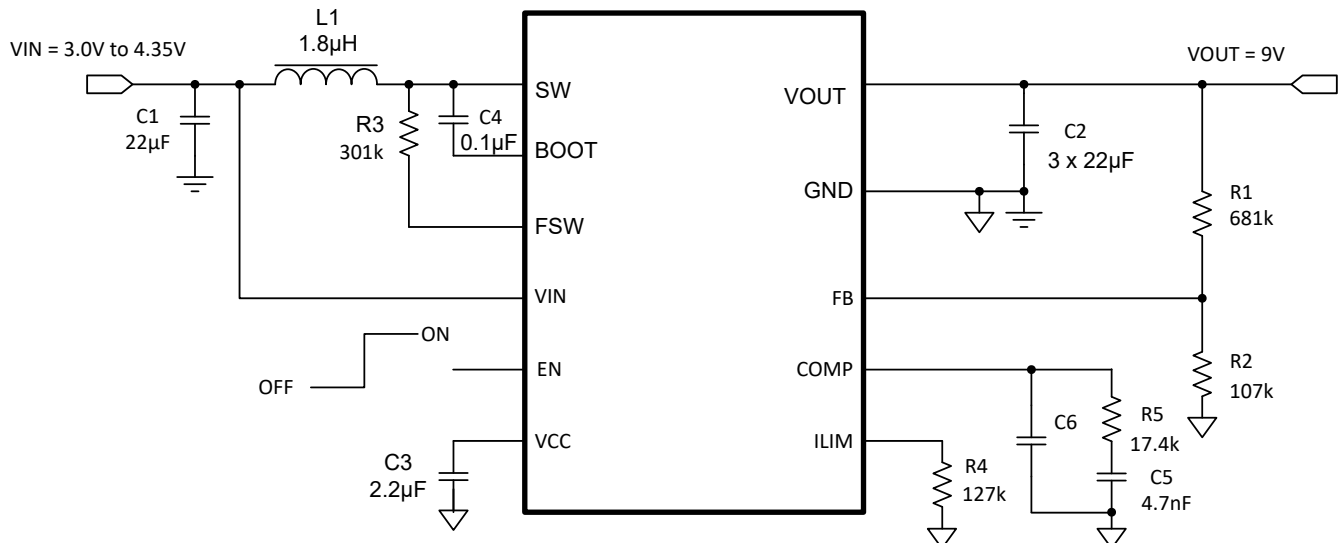 VIN = 3.0V to 4.35V
L1
1.8µH
C1
22µF
R3
301k
C4
0.1µF
SW
BOOT
FSW
VIN
EN
VCC
ON
OFF
C3
2.2µF
VOUT
GND
FB
COMP
ILIM
VOUT = 9V
C2
3 x 22µF
R1
681k
R2
107k
C6
R5
17.4k
C5
4.7nF
R4
127k